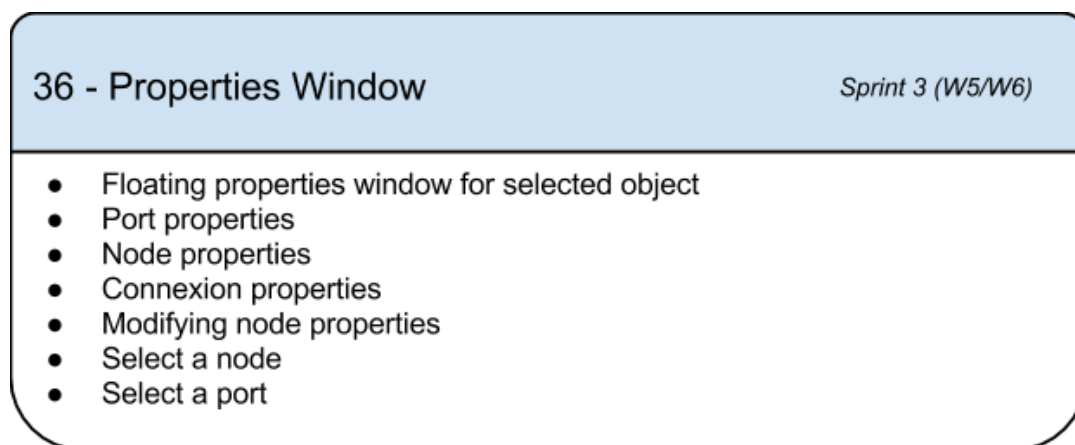 36 - Properties Window
Sprint 3 (W5/W6)
● Floating properties window for selected object
● Port properties
● Node properties
● Connexion properties
● Modifying node properties
● Select a node
● Select a port